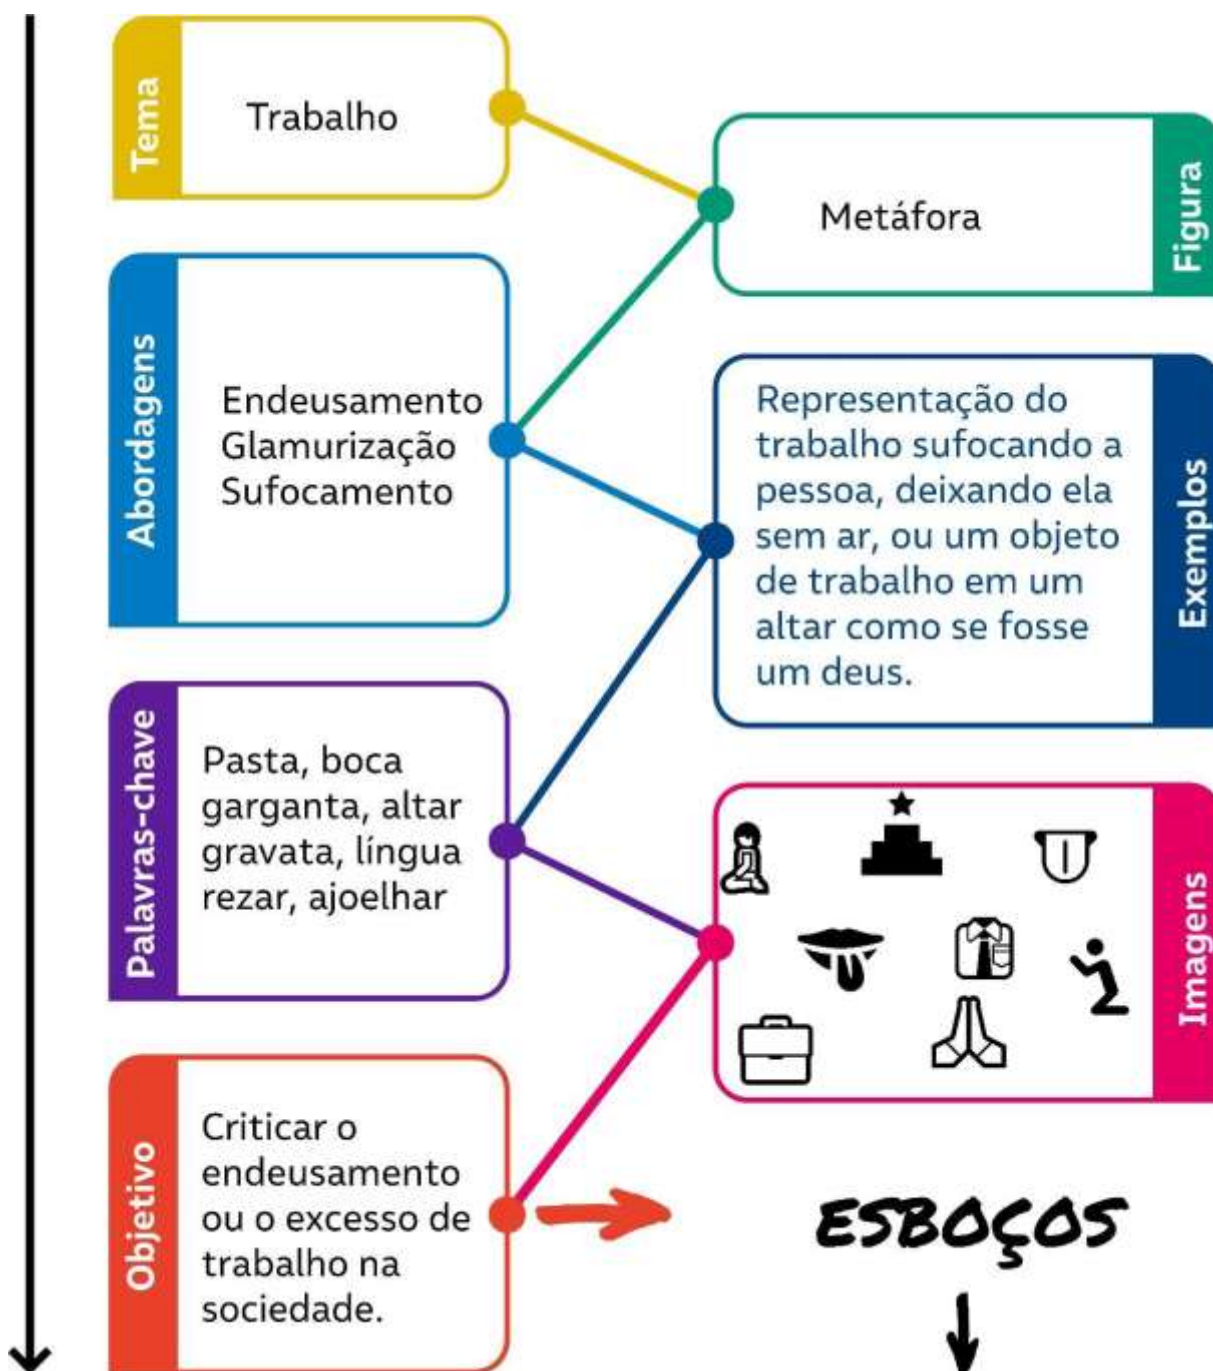 Tema
Trabalho
Figura
Metáfora
Abordagens
Endeusamento
Glamurização
Sufocamento
Exemplos
Representação do
trabalho sufocando a
pessoa, deixando ela
sem ar, ou um objeto
de trabalho em um
altar como se fosse
um deus.
Palavras-chave
Pasta, boca
garganta, altar
gravata, língua
rezar, ajoelhar
Imagens
Objetivo
Criticar o
endeusamento
ou o excesso de
trabalho na
sociedade.
ESBOÇOS